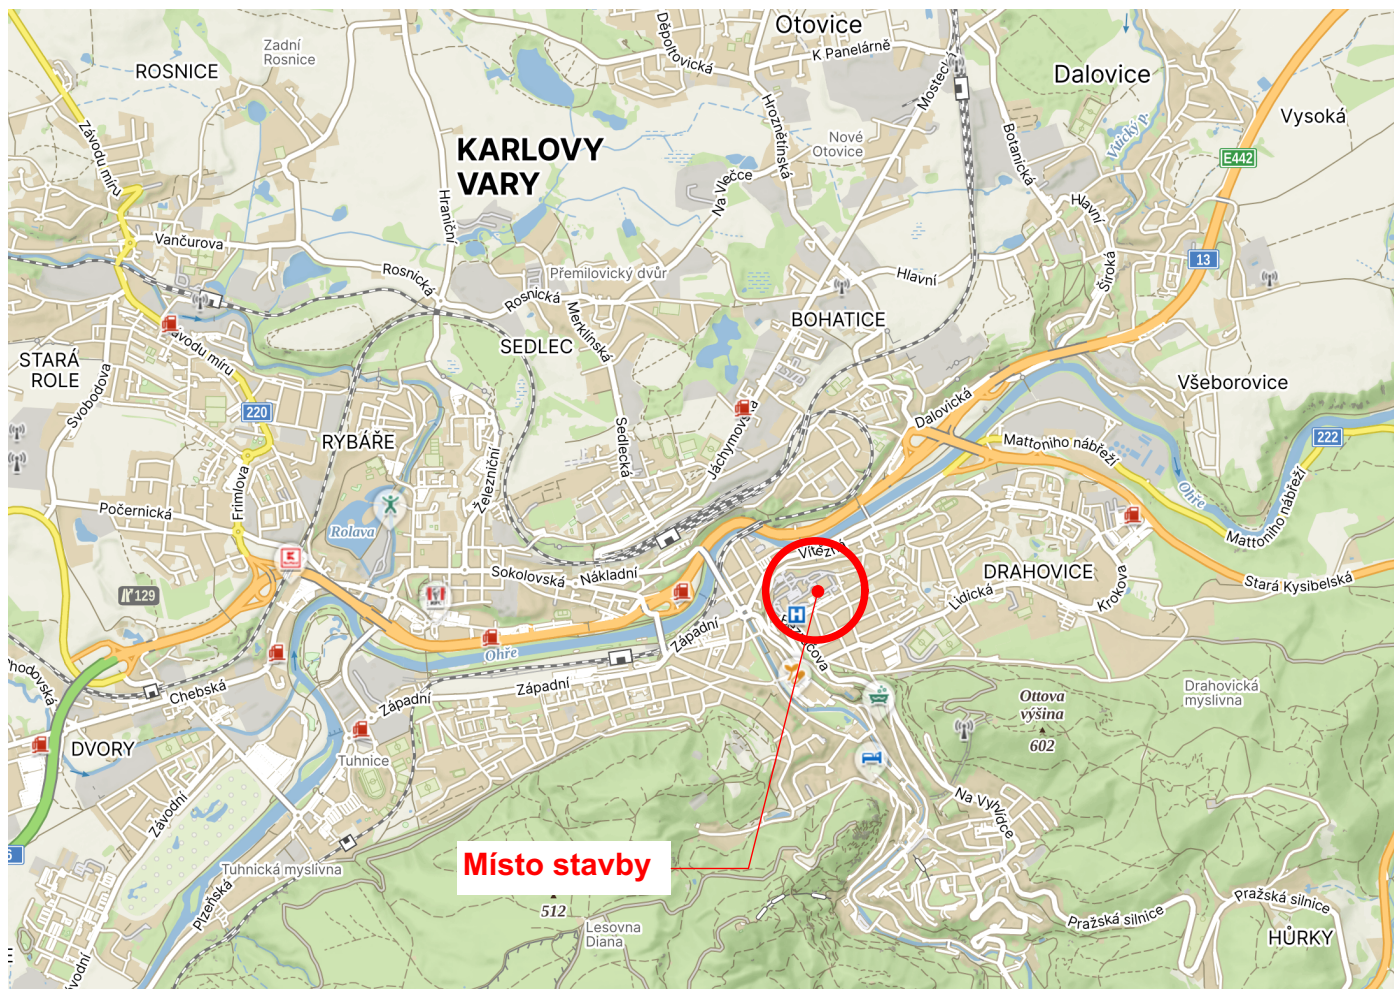 Otovice
Děpoltovická
K Panelárně
Zadní
Rosnice
ROSNICE
Mostecká
Dalovice
Vysoká
Hroznětínská
Botanická
Vitický p.
Závodu míru
KARLOVY
VARY
Nové
Otovice
E442
Na Vlečce
Hraniční
Hlavní
Vančurova
13
Široká
Rosnická
Přemilovický dvůr
Hlavní
Rosnická
Merklínská
BOHATICE
Závodu míru
SEDLEC
STARÁ
ROLE
Svobodova
Všeborovice
220
Dalovická
Jáchymovská
RYBÁŘE
Sedlecká
Mattoniho nábřeží
222
Železniční
Frimlova
Ohře
Mattoniho nábřeží
Počernická
Rolava
Vítězná
Sokolovská
Nákladní
DRAHOVICE
Stará Kysibelská
129
H
Lidická
Krokova
Západní
Ohře
Chebská
Západní
Západní
Ottova
výšina
602
Drahovická
myslivna
DVORY
Tuhnice
Závodní
Na Vyhlídce
6
Místo stavby
Tuhnická myslivna
Plzeňská
512
Lesovna
Diana
Pražská silnice
Pražská silnice
HŮRKY